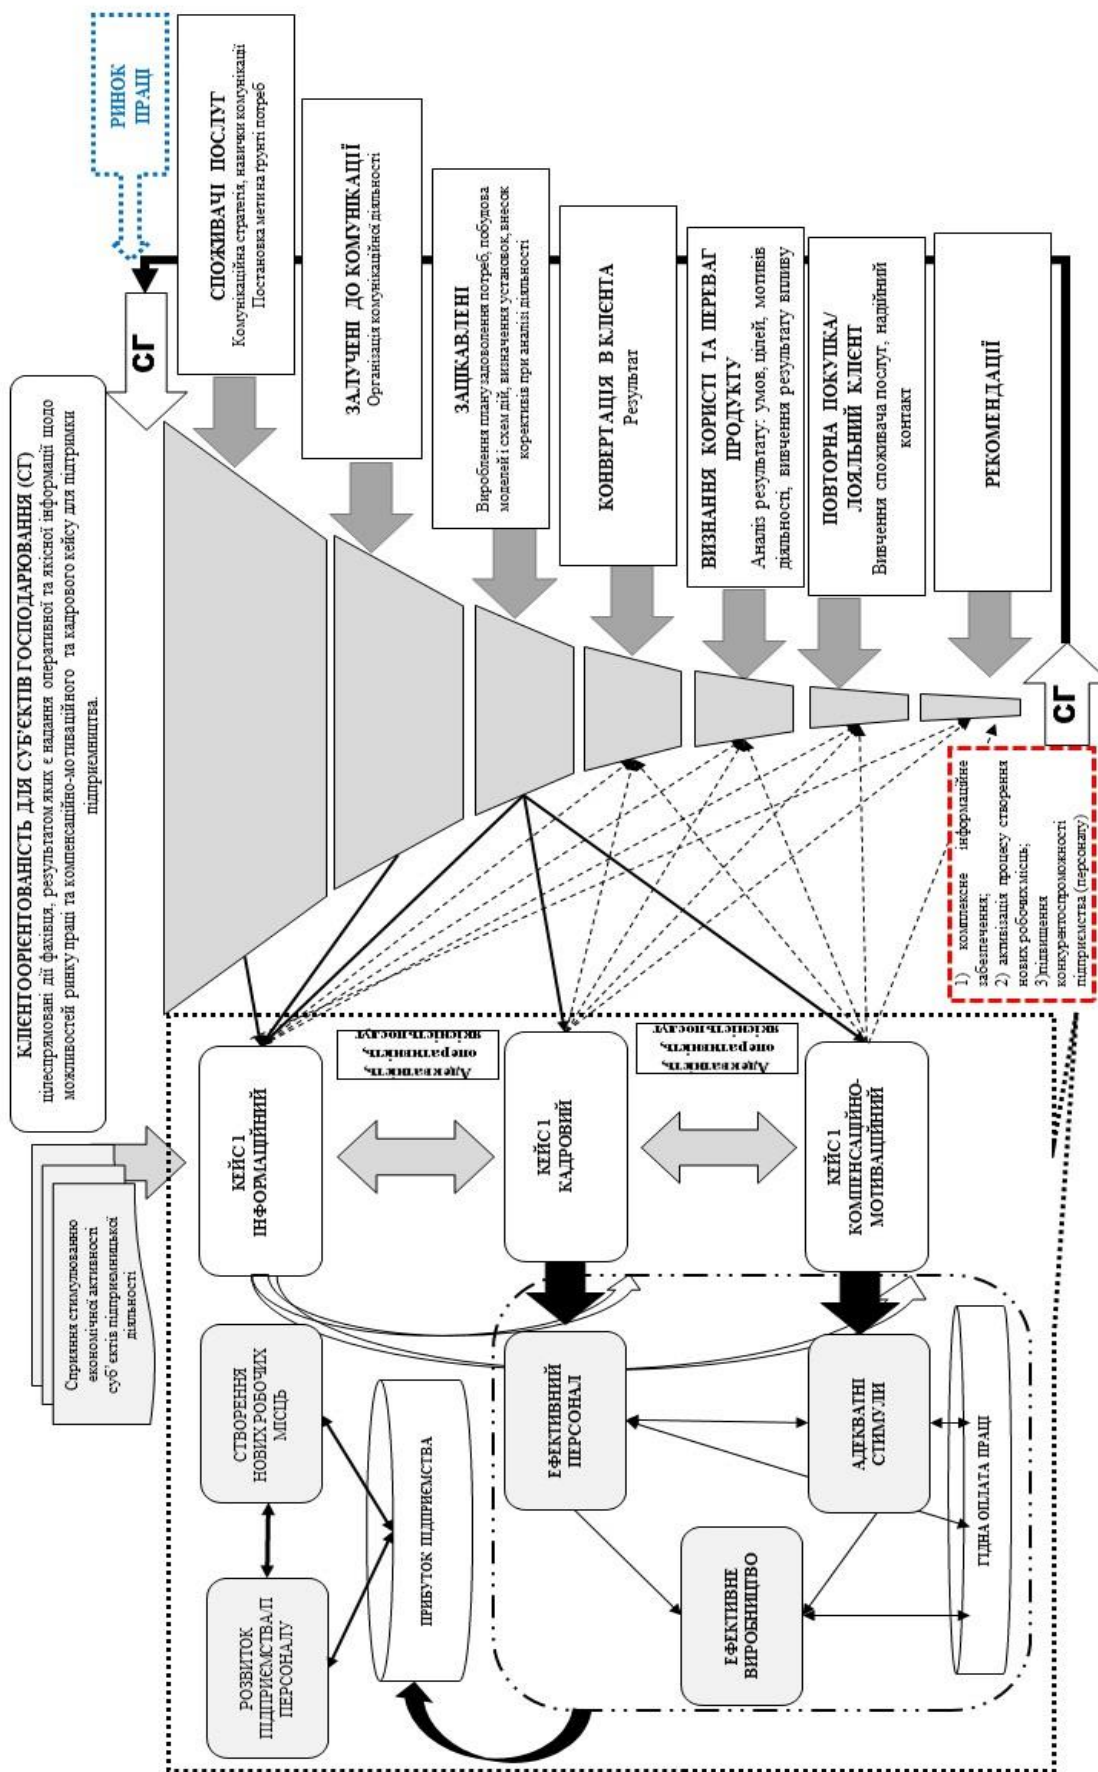 КЛІЄНТООРІЄНТОВАНІСТЬ ДЛЯ СУБ'ЄКТІВ ГОСПОДАРЮВАННЯ (СГ)
цілеспрямовані дії фахівця, результатом яких є надання оперативної та якісної інформації щодо
можливостей ринку праці та компенсаційно-мотиваційного та кадрового кейсу для підтримки
підприємництва.
РИНОК
ПРАЦІ
СГ
СПОЖИВАЧІ ПОСЛУГ
Комунікаційна стратегія, навички комунікації
Постановка мети на ґрунті потреб
ЗАЛУЧЕНІ ДО КОМУНІКАЦІЇ
Організація комунікаційної діяльності
ЗАЦІКАВЛЕНІ
Вироблення плану задоволення потреб, побудова
моделей і схем дій, визначення установок, внесок
корективів при аналізі діяльності
КОНВЕРТАЦІЯ В КЛІЄНТА
Результат
ВИЗНАННЯ КОРИСТІ ТА ПЕРЕВАГ
ПРОДУКТУ
Аналіз результату: умов, цілей, мотивів
діяльності, вивчення результату впливу
ПОВТОРНА ПОКУПКА/
ЛОЯЛЬНИЙ КЛІЄНТ
Вивчення споживача послуг, надійний
контакт
РЕКОМЕНДАЦІЇ
СГ
1) комплексне інформаційне
забезпечення;
2) активізація процесу створення
нових робочих місць;
3)підвищення
конкурентоспроможності
підприємства (персоналу)
Сприяння стимулюванню
економічної активності
суб'єктів підприємницької
діяльності
КЕЙС 1
ІНФОРМАЦІЙНИЙ
Адекватність,
оперативність,
якісність послуг
КЕЙС 1
КАДРОВИЙ
Адекватність,
оперативність,
якісність послуг
КЕЙС 1
КОМПЕНСАЦІЙНО-
МОТИВАЦІЙНИЙ
СТВОРЕННЯ
НОВИХ РОБОЧИХ
МІСЦЬ
РОЗВИТОК
ПІДПРИЄМСТВА ЛІ
ПЕРСОНАЛУ
ПРИБУТОК ПІДПРИЄМСТВА
ЕФЕКТИВНИЙ
ПЕРСОНАЛ
АДЕКВАТНІ
СТИМУЛИ
ЕФЕКТИВНЕ
ВИРОБНИЦТВО
ГІДНА ОПЛАТА ПРАЦІ